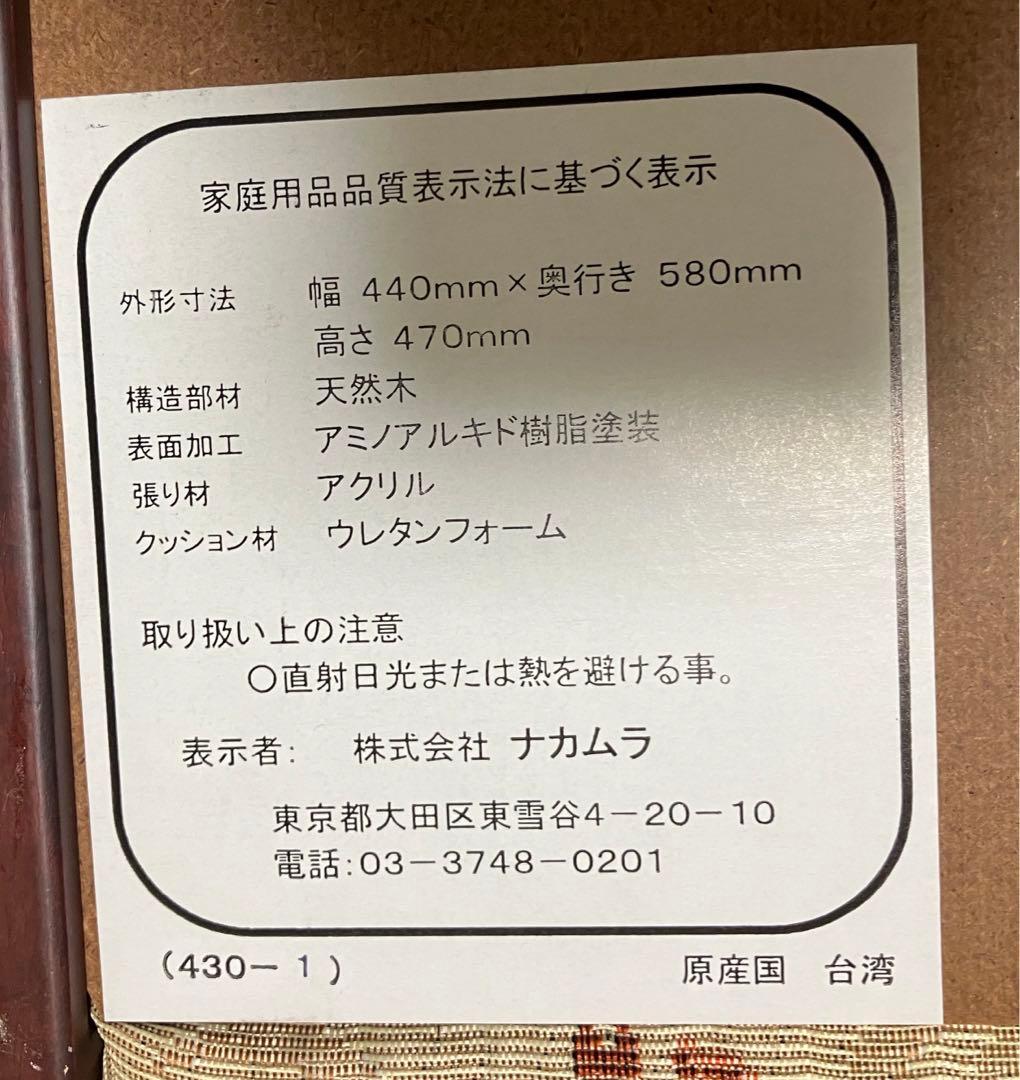 家庭用品品質表示法に基づく表示
外形寸法 幅 440mm×奥行き 580mm
高さ 470mm
構造部材 天然木
表面加工 アミノアルキド樹脂塗装
張り材 アクリル
クッション材 ウレタンフォーム
取り扱い上の注意
○直射日光または熱を避ける事。
表示者: 株式会社 ナカムラ
東京都大田区東雪谷4−20−10
電話:03−3748−0201
(430−1)　原産国　台湾